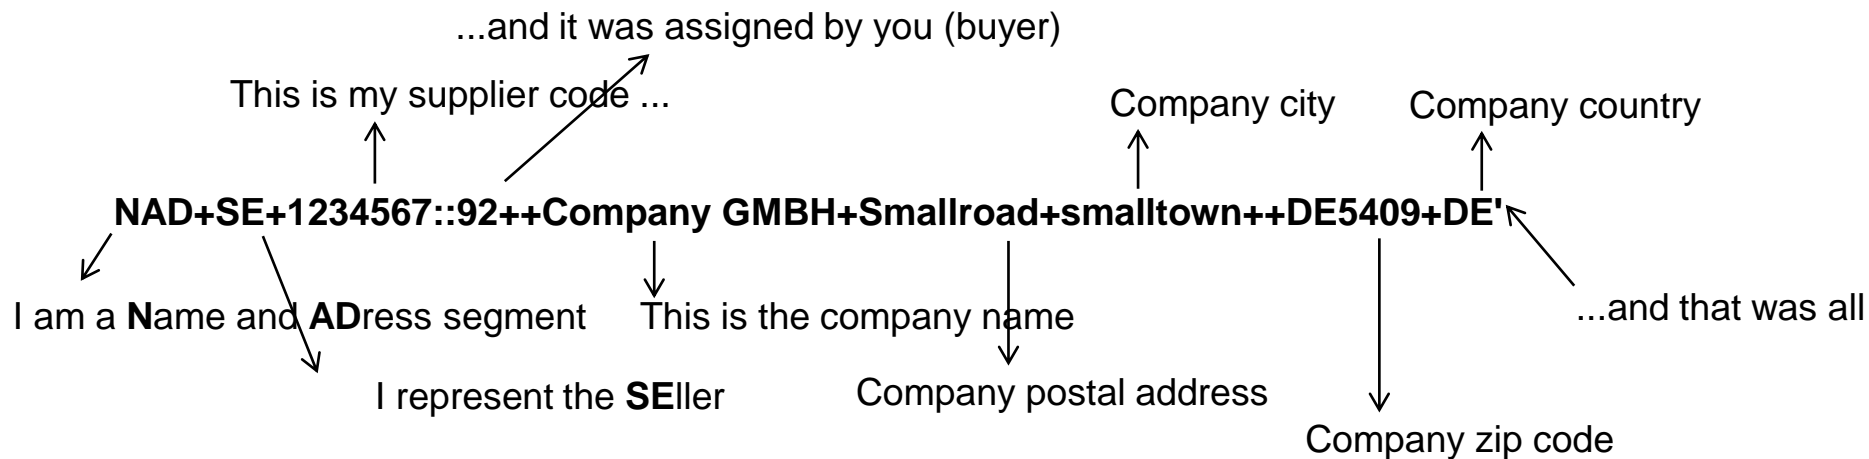 ...and it was assigned by you (buyer)
This is my supplier code ...
Company city
Company country
NAD+SE+1234567::92++Company GMBH+Smallroad+smalltown++DE5409+DE'
I am a Name and ADress segment
This is the company name
...and that was all
I represent the SEller
Company postal address
Company zip code